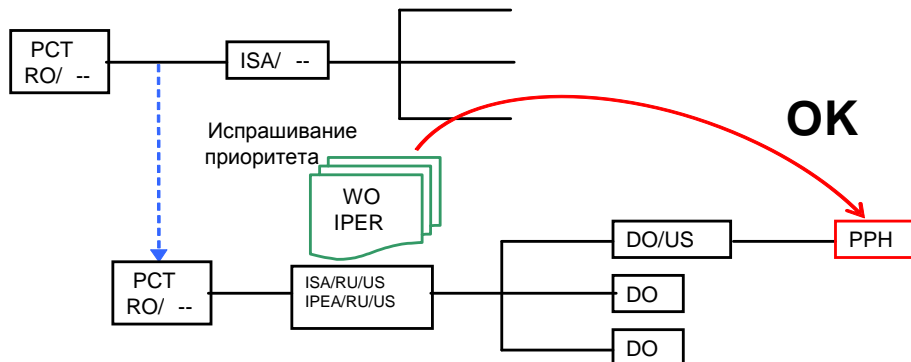 PCT
RO/ --
ISA/ --
OK
Испрашивание
приоритета
WO
IPER
DO/US
PPH
PCT
RO/ --
ISA/RU/US
IPEA/RU/US
DO
DO